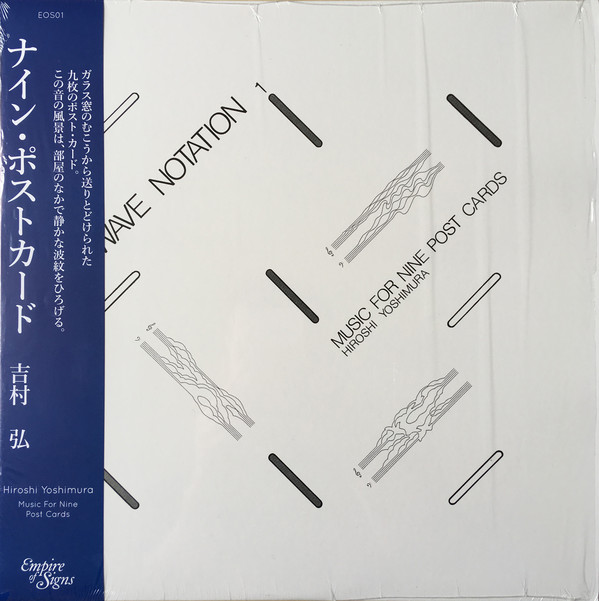 EOS01
ナイン・ポストカード
吉村 弘
ガラス窓のむこうから送りとどけられた
九枚のポスト・カード。
この音の風景は、部屋のなかで静かな波紋をひろげる。
Hiroshi Yoshimura
Music For Nine
Post Cards
Empire
of Signs
WAVE NOTATION 1
MUSIC FOR NINE POST CARDS
HIROSHI YOSHIMURA